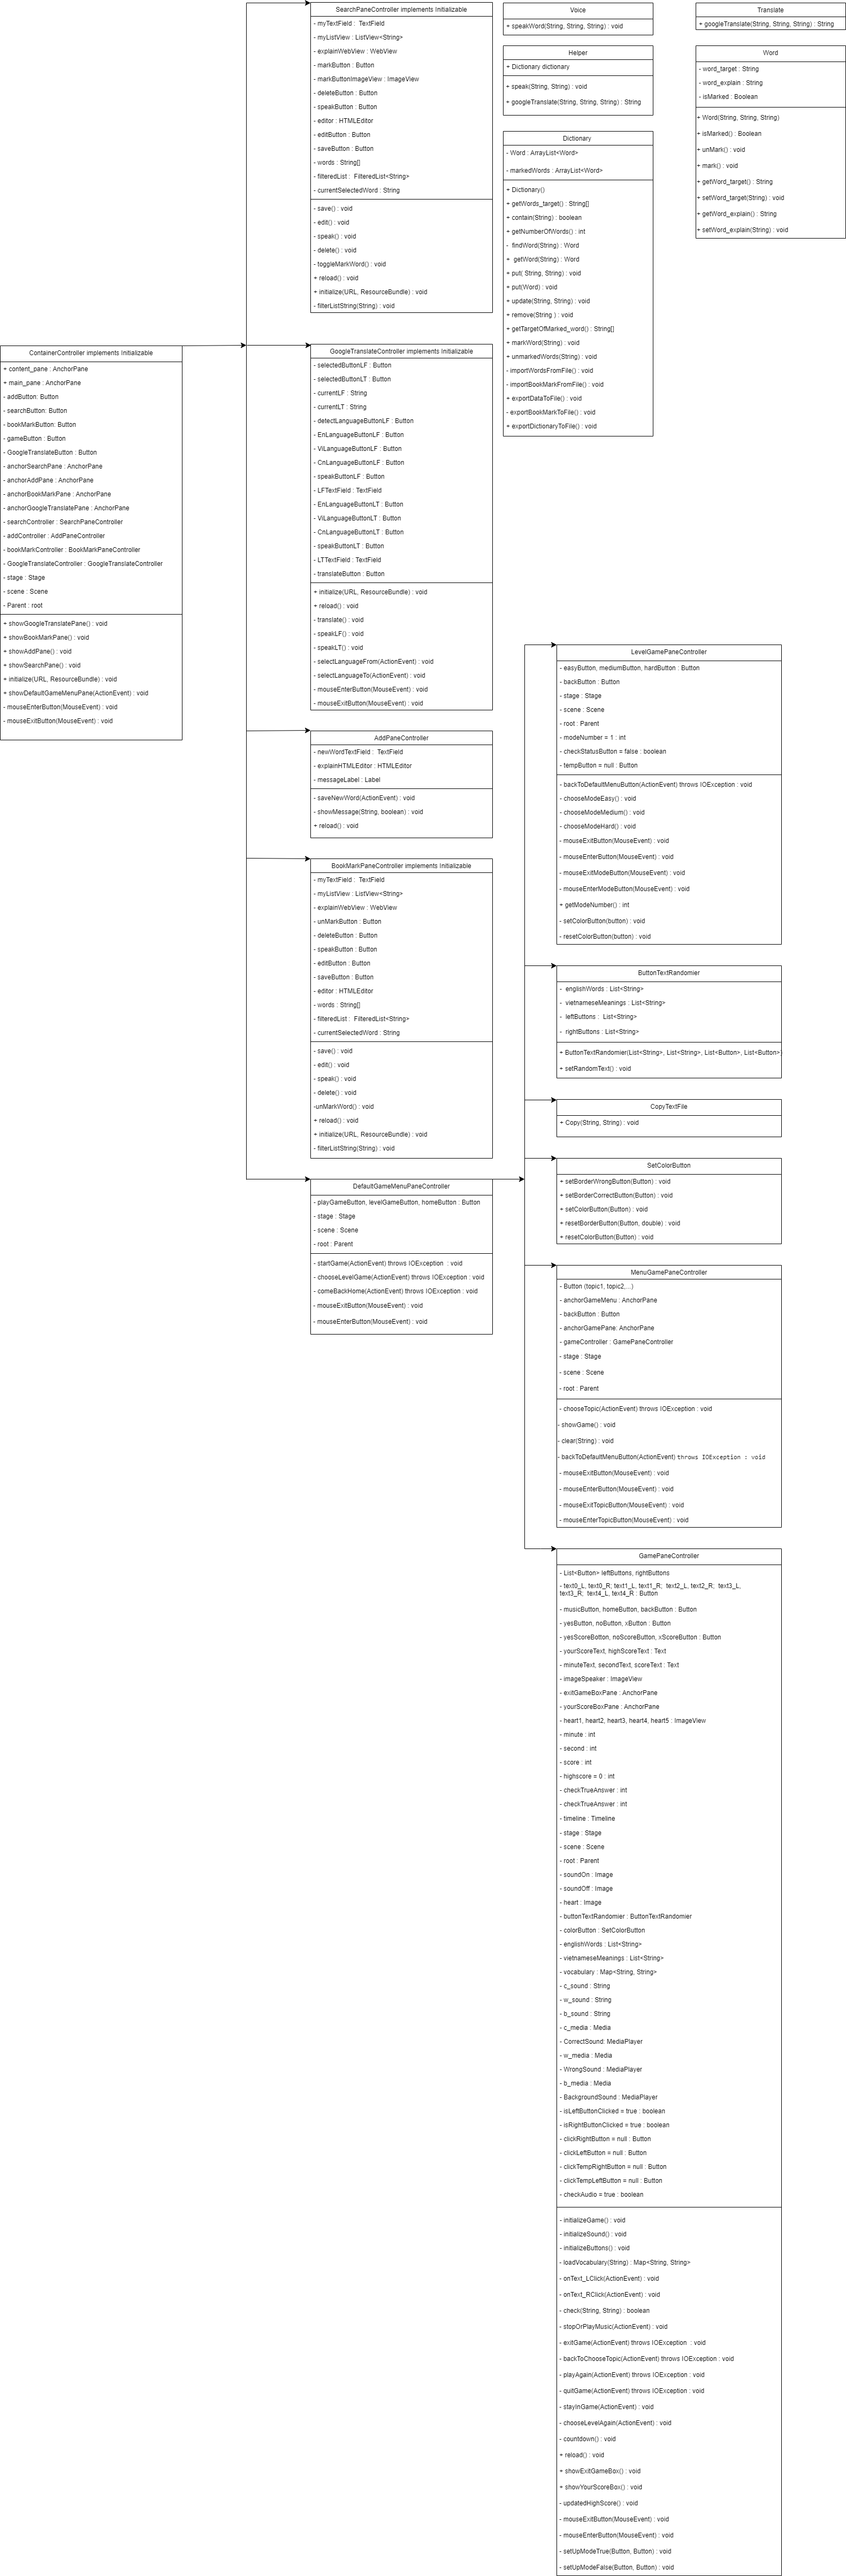 SearchPaneController implements Initializable
- myTextField :  TextField
- myListView : ListView<String>
- explainWebView : WebView
- markButton : Button
- markButtonImageView : ImageView
- deleteButton : Button
- speakButton : Button
- editor : HTMLEditor
- editButton : Button
- saveButton : Button
- words : String[]
- filteredList :  FilteredList<String>
- currentSelectedWord : String
- save() : void
- edit() : void
- speak() : void
- delete() : void
- toggleMarkWord() : void
+ reload() : void
+ initialize(URL, ResourceBundle) : void
- filterListString(String) : void
Voice
+ speakWord(String, String, String) : void
Translate
+ googleTranslate(String, String, String) : String
Helper
+ Dictionary dictionary
+ speak(String, String) : void
+ googleTranslate(String, String, String) : String
Word
- word_target : String
- word_explain : String
- isMarked : Boolean
+ Word(String, String, String)
+ isMarked() : Boolean
+ unMark() : void
+ mark() : void
+ getWord_target() : String
+ setWord_target(String) : void
+ getWord_explain() : String
+ setWord_explain(String) : void
Dictionary
- Word : ArrayList<Word>
- markedWords : ArrayList<Word>
+ Dictionary()
+ getWords_target() : String[]
+ contain(String) : boolean
+ getNumberOfWords() : int
-  findWord(String) : Word
+  getWord(String) : Word
+ put( String, String) : void
+ put(Word) : void
+ update(String, String) : void
+ remove(String ) : void
+ getTargetOfMarked_word() : String[]
+ markWord(String) : void
+ unmarkedWords(String) : void
- importWordsFromFile() : void
- importBookMarkFromFile() : void
+ exportDataToFile() : void
- exportBookMarkToFile() : void
+ exportDictionaryToFile() : void
ContainerController implements Initializable
+ content_pane : AnchorPane
+ main_pane : AnchorPane
- addButton: Button
- searchButton: Button
- bookMarkButton: Button
- gameButton : Button
- GoogleTranslateButton : Button
- anchorSearchPane : AnchorPane
- anchorAddPane : AnchorPane
- anchorBookMarkPane : AnchorPane
- anchorGoogleTranslatePane : AnchorPane
- searchController : SearchPaneController
- addController : AddPaneController
- bookMarkController : BookMarkPaneController
- GoogleTranslateController : GoogleTranslateController
- stage : Stage
- scene : Scene
- Parent : root
+ showGoogleTranslatePane() : void
+ showBookMarkPane() : void
+ showAddPane() : void
+ showSearchPane() : void
+ initialize(URL, ResourceBundle) : void
+ showDefaultGameMenuPane(ActionEvent) : void
- mouseEnterButton(MouseEvent) : void
- mouseExitButton(MouseEvent) : void
GoogleTranslateController implements Initializable
- selectedButtonLF : Button
- selectedButtonLT : Button
- currentLF : String
- currentLT : String
- detectLanguageButtonLF : Button
- EnLanguageButtonLF : Button
- ViLanguageButtonLF : Button
- CnLanguageButtonLF : Button
- speakButtonLF : Button
- LFTextField : TextField
- EnLanguageButtonLT : Button
- ViLanguageButtonLT : Button
- CnLanguageButtonLT : Button
- speakButtonLT : Button
- LTTextField : TextField
- translateButton : Button
+ initialize(URL, ResourceBundle) : void
+ reload() : void
- translate() : void
- speakLF() : void
- speakLT() : void
- selectLanguageFrom(ActionEvent) : void
- selectLanguageTo(ActionEvent) : void
- mouseEnterButton(MouseEvent) : void
- mouseExitButton(MouseEvent) : void
AddPaneController
- newWordTextField :  TextField
- explainHTMLEditor : HTMLEditor
- messageLabel : Label
- saveNewWord(ActionEvent) : void
- showMessage(String, boolean) : void
+ reload() : void
BookMarkPaneController implements Initializable
- myTextField :  TextField
- myListView : ListView<String>
- explainWebView : WebView
- unMarkButton : Button
- deleteButton : Button
- speakButton : Button
- editButton : Button
- saveButton : Button
- editor : HTMLEditor
- words : String[]
- filteredList :  FilteredList<String>
- currentSelectedWord : String
- save() : void
- edit() : void
- speak() : void
- delete() : void
-unMarkWord() : void
+ reload() : void
+ initialize(URL, ResourceBundle) : void
- filterListString(String) : void
DefaultGameMenuPaneController
- playGameButton, levelGameButton, homeButton : Button
- stage : Stage
- scene : Scene
- root : Parent
- startGame(ActionEvent) throws IOException  : void
- chooseLevelGame(ActionEvent) throws IOException : void
- comeBackHome(ActionEvent) throws IOException : void
- mouseExitButton(MouseEvent) : void
- mouseEnterButton(MouseEvent) : void
LevelGamePaneController
- easyButton, mediumButton, hardButton : Button
- backButton : Button
- stage : Stage
- scene : Scene
- root : Parent
- modeNumber = 1 : int
- checkStatusButton = false : boolean
- tempButton = null : Button
- backToDefaultMenuButton(ActionEvent) throws IOException : void
- chooseModeEasy() : void
- chooseModeMedium() : void
- chooseModeHard() : void
- mouseExitButton(MouseEvent) : void
- mouseEnterButton(MouseEvent) : void
- mouseExitModeButton(MouseEvent) : void
- mouseEnterModeButton(MouseEvent) : void
+ getModeNumber() : int
- setColorButton(button) : void
- resetColorButton(button) : void
ButtonTextRandomier
-  englishWords : List<String>
-  vietnameseMeanings : List<String>
-  leftButtons :  List<String>
-  rightButtons : List<String>
+ ButtonTextRandomier(List<String>, List<String>, List<Button>, List<Button>)
+ setRandomText() : void
CopyTextFile
+ Copy(String, String) : void
SetColorButton
+ setBorderWrongButton(Button) : void
+ setBorderCorrectButton(Button) : void
+ setColorButton(Button) : void
+ resetBorderButton(Button, double) : void
+ resetColorButton(Button) : void
MenuGamePaneController
- Button (topic1, topic2,...)
- anchorGameMenu : AnchorPane
- backButton : Button
- anchorGamePane: AnchorPane
- gameController : GamePaneController
- stage : Stage
- scene : Scene
- root : Parent
- chooseTopic(ActionEvent) throws IOException : void
- showGame() : void
- clear(String) : void
- backToDefaultMenuButton(ActionEvent) throws IOException : void
- mouseExitButton(MouseEvent) : void
- mouseEnterButton(MouseEvent) : void
- mouseExitTopicButton(MouseEvent) : void
- mouseEnterTopicButton(MouseEvent) : void
GamePaneController
- List<Button> leftButtons, rightButtons
- text0_L, text0_R; text1_L, text1_R;  text2_L, text2_R;  text3_L,
text3_R;  text4_L, text4_R : Button
- musicButton, homeButton, backButton : Button
- yesButton, noButton, xButton : Button
- yesScoreBotton, noScoreButton, xScoreButton : Button
- yourScoreText, highScoreText : Text
- minuteText, secondText, scoreText : Text
- imageSpeaker : ImageView
- exitGameBoxPane : AnchorPane
- yourScoreBoxPane : AnchorPane
- heart1, heart2, heart3, heart4, heart5 : ImageView
- minute : int
- second : int
- score : int
- highscore = 0 : int
- checkTrueAnswer : int
- checkTrueAnswer : int
- timeline : Timeline
- stage : Stage
- scene : Scene
- root : Parent
- soundOn : Image
- soundOff : Image
- heart : Image
- buttonTextRandomier : ButtonTextRandomier
- colorButton : SetColorButton
- englishWords : List<String>
- vietnameseMeanings : List<String>
- vocabulary : Map<String, String>
- c_sound : String
- w_sound : String
- b_sound : String
- c_media : Media
- CorrectSound: MediaPlayer
- w_media : Media
- WrongSound : MediaPlayer
- b_media : Media
- BackgroundSound : MediaPlayer
- isLeftButtonClicked = true : boolean
- isRightButtonClicked = true : boolean
- clickRightButton = null : Button
- clickLeftButton = null : Button
- clickTempRightButton = null : Button
- clickTempLeftButton = null : Button
- checkAudio = true : boolean
- initializeGame() : void
- initializeSound() : void
- initializeButtons() : void
- loadVocabulary(String) : Map<String, String>
- onText_LClick(ActionEvent) : void
- onText_RClick(ActionEvent) : void
- check(String, String) : boolean
- stopOrPlayMusic(ActionEvent) : void
- exitGame(ActionEvent) throws IOException  : void
- backToChooseTopic(ActionEvent) throws IOException : void
- playAgain(ActionEvent) throws IOException : void
- quitGame(ActionEvent) throws IOException : void
- stayInGame(ActionEvent) : void
- chooseLevelAgain(ActionEvent) : void
- countdown() : void
+ reload() : void
+ showExitGameBox() : void
+ showYourScoreBox() : void
- updatedHighScore() : void
- mouseExitButton(MouseEvent) : void
- mouseEnterButton(MouseEvent) : void
- setUpModeTrue(Button, Button) : void
- setUpModeFalse(Button, Button) : void